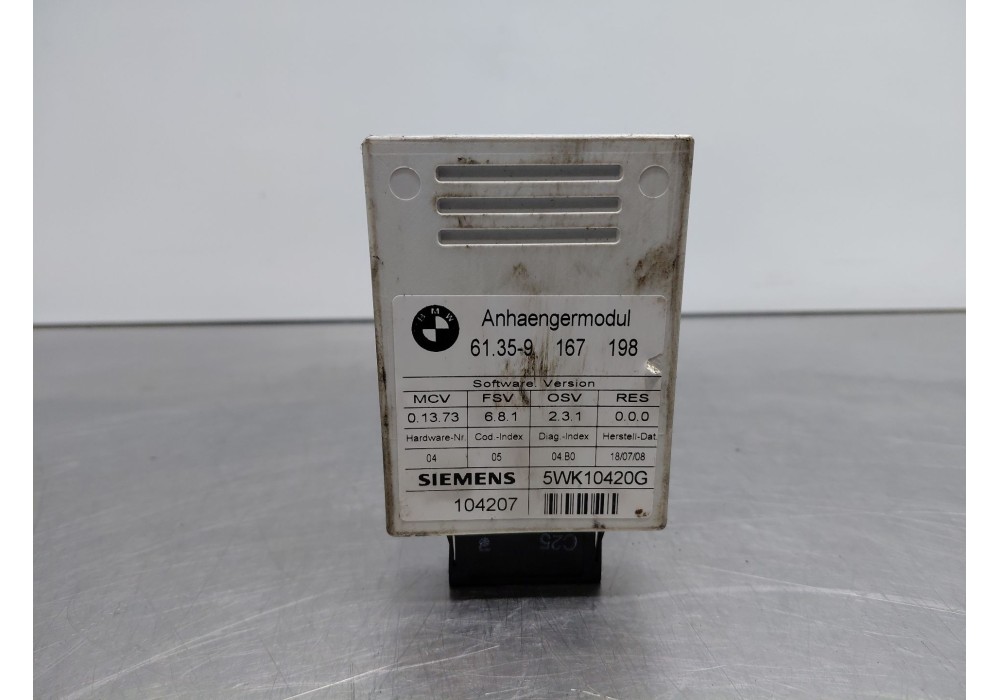 BMW
Anhaengermodul
61.35-9 167 198
Software. Version
MCV FSV OSV RES
0.13.73 6.8.1 2.3.1 0.0.0
Hardware-Nr. Cod.-Index Diag.-Index Herstell-Dat.
04 05 04.B0 18/07/08
SIEMENS 5WK10420G
104207
C25